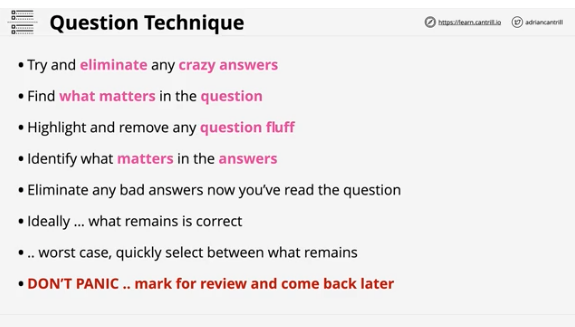 Question Technique
https://learn.cantrill.io
adriancantrill
• Try and eliminate any crazy answers
• Find what matters in the question
• Highlight and remove any question fluff
• Identify what matters in the answers
• Eliminate any bad answers now you've read the question
• Ideally ... what remains is correct
• .. worst case, quickly select between what remains
• DON'T PANIC .. mark for review and come back later